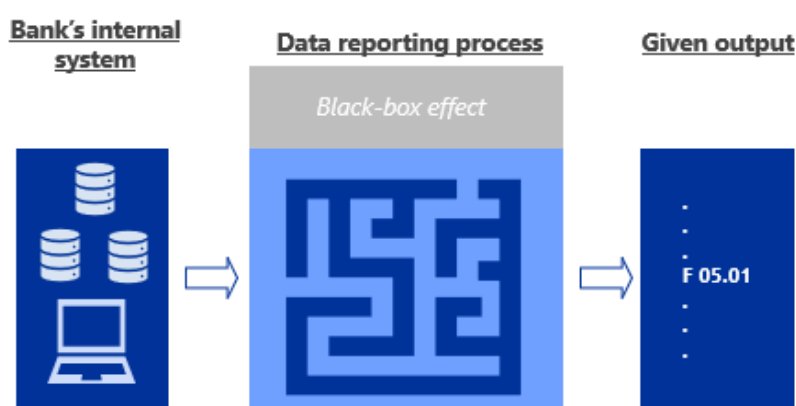 Bank's internal
system
Data reporting process
Given output
Black-box effect
.
.
.
F 05.01
.
.
.